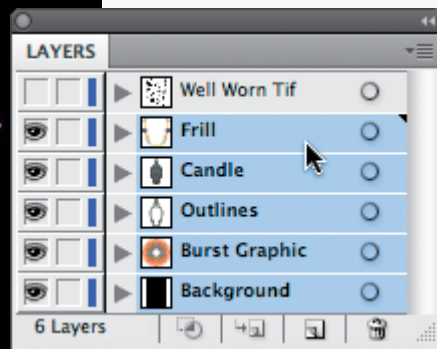 LAYERS
Well Worn Tif
Frill
Candle
Outlines
Burst Graphic
Background
6 Layers